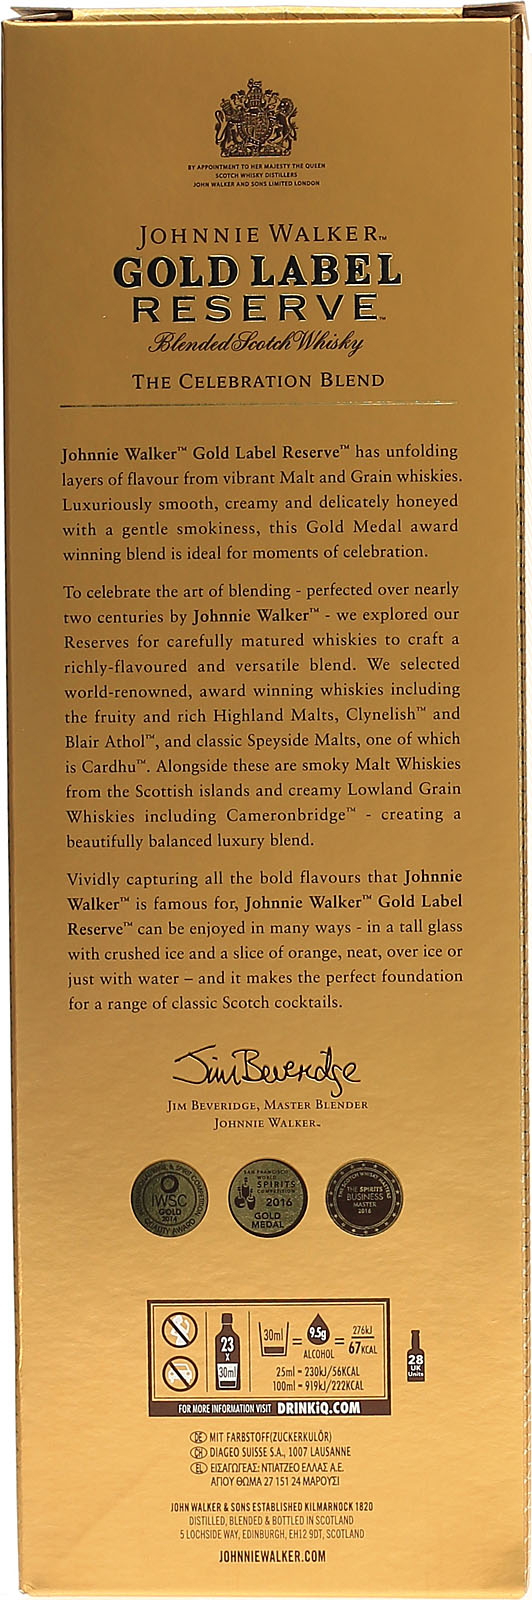 BY APPOINTMENT TO HER MAJESTY THE QUEEN
SCOTCH WHISKY DISTILLERS
JOHN WALKER AND SONS LIMITED LONDON
JOHNNIE WALKER™
GOLD LABEL
RESERVE™
Blended Scotch Whisky
THE CELEBRATION BLEND
Johnnie Walker™ Gold Label Reserve™ has unfolding
layers of flavour from vibrant Malt and Grain whiskies.
Luxuriously smooth, creamy and delicately honeyed
with a gentle smokiness, this Gold Medal award
winning blend is ideal for moments of celebration.
To celebrate the art of blending - perfected over nearly
two centuries by Johnnie Walker™ - we explored our
Reserves for carefully matured whiskies to craft a
richly-flavoured and versatile blend. We selected
world-renowned, award winning whiskies including
the fruity and rich Highland Malts, Clynelish™ and
Blair Athol™, and classic Speyside Malts, one of which
is Cardhu™. Alongside these are smoky Malt Whiskies
from the Scottish islands and creamy Lowland Grain
Whiskies including Cameronbridge™ - creating a
beautifully balanced luxury blend.
Vividly capturing all the bold flavours that Johnnie
Walker™ is famous for, Johnnie Walker™ Gold Label
Reserve™ can be enjoyed in many ways - in a tall glass
with crushed ice and a slice of orange, neat, over ice or
just with water – and it makes the perfect foundation
for a range of classic Scotch cocktails.
Jim Beveridge
JIM BEVERIDGE, MASTER BLENDER
JOHNNIE WALKER™
IWSC
GOLD
2014
QUALITY AWARD
SAN FRANCISCO
WORLD
SPIRITS
COMPETITION
2016
GOLD
MEDAL
THE SCOTCH WHISKY MASTERS
THE SPIRITS
BUSINESS
MASTER
2016
23
x
30ml
30ml = 9.5g = 276kJ
ALCOHOL 67KCAL
25ml = 230kJ/56KCAL
100ml = 919kJ/222KCAL
28
UK
Units
FOR MORE INFORMATION VISIT DRINKiQ.COM
DE MIT FARBSTOFF(ZUCKERKULÖR)
CH DIAGEO SUISSE S.A., 1007 LAUSANNE
EL ΕΙΣΑΓΩΓΕΑΣ: ΝΤΙΑΤΖΕΟ ΕΛΛΑΣ Α.Ε.
ΑΓΙΟΥ ΘΩΜΑ 27 151 24 ΜΑΡΟΥΣΙ
JOHN WALKER & SONS ESTABLISHED KILMARNOCK 1820
DISTILLED, BLENDED & BOTTLED IN SCOTLAND
5 LOCHSIDE WAY, EDINBURGH, EH12 9DT, SCOTLAND
JOHNNIEWALKER.COM